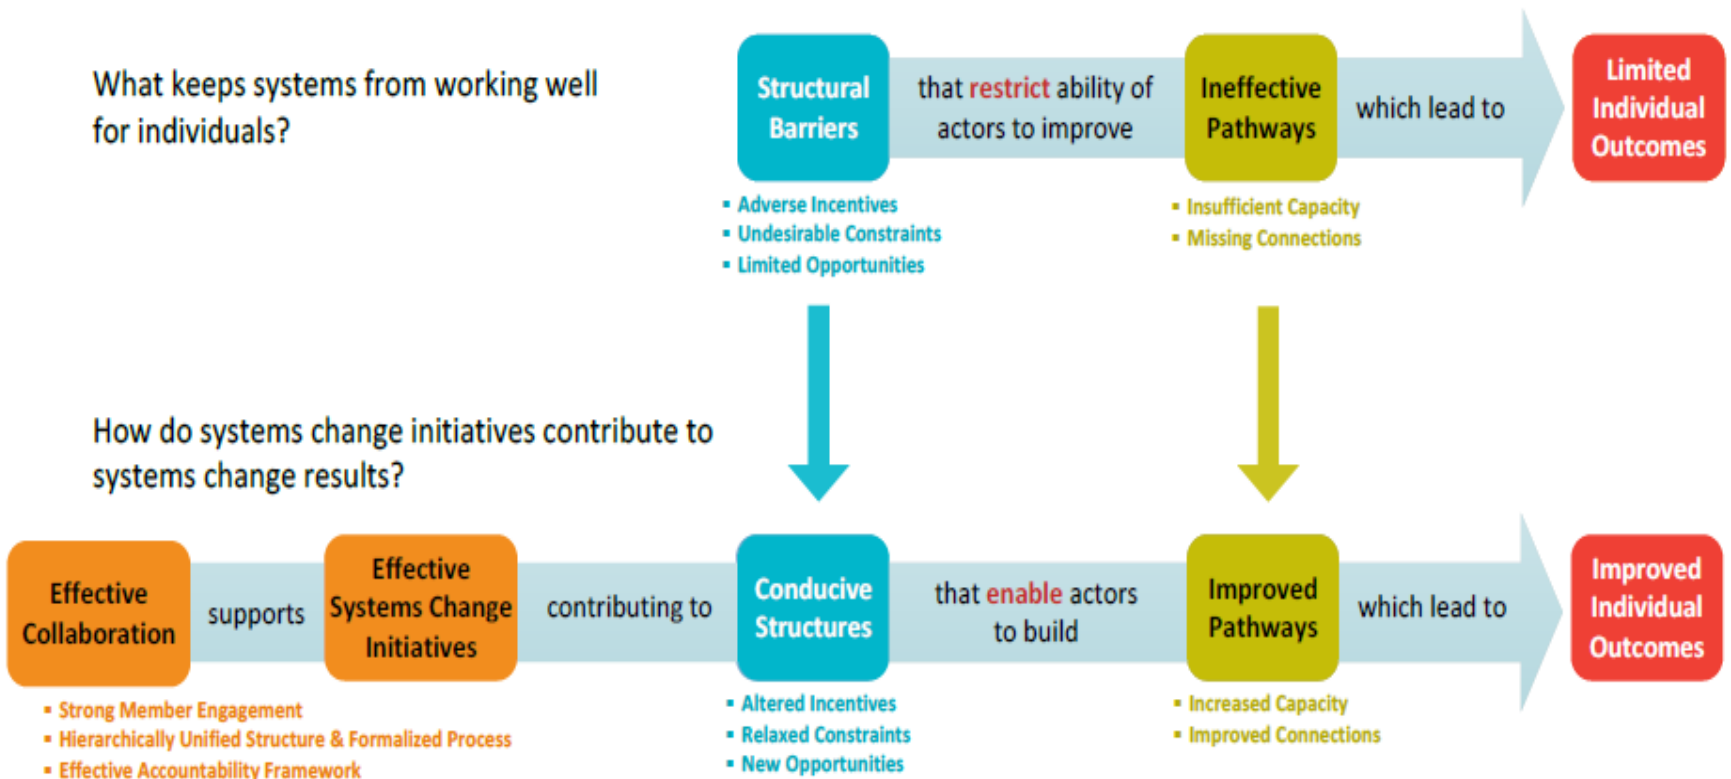 What keeps systems from working well
for individuals?
Structural
Barriers
that restrict ability of
actors to improve
Ineffective
Pathways
which lead to
Limited
Individual
Outcomes
▪ Adverse Incentives
▪ Undesirable Constraints
▪ Limited Opportunities
▪ Insufficient Capacity
▪ Missing Connections
How do systems change initiatives contribute to
systems change results?
Effective
Collaboration
supports
Effective
Systems Change
Initiatives
contributing to
Conducive
Structures
that enable actors
to build
Improved
Pathways
which lead to
Improved
Individual
Outcomes
▪ Strong Member Engagement
▪ Hierarchically Unified Structure & Formalized Process
▪ Effective Accountability Framework
▪ Altered Incentives
▪ Relaxed Constraints
▪ New Opportunities
▪ Increased Capacity
▪ Improved Connections